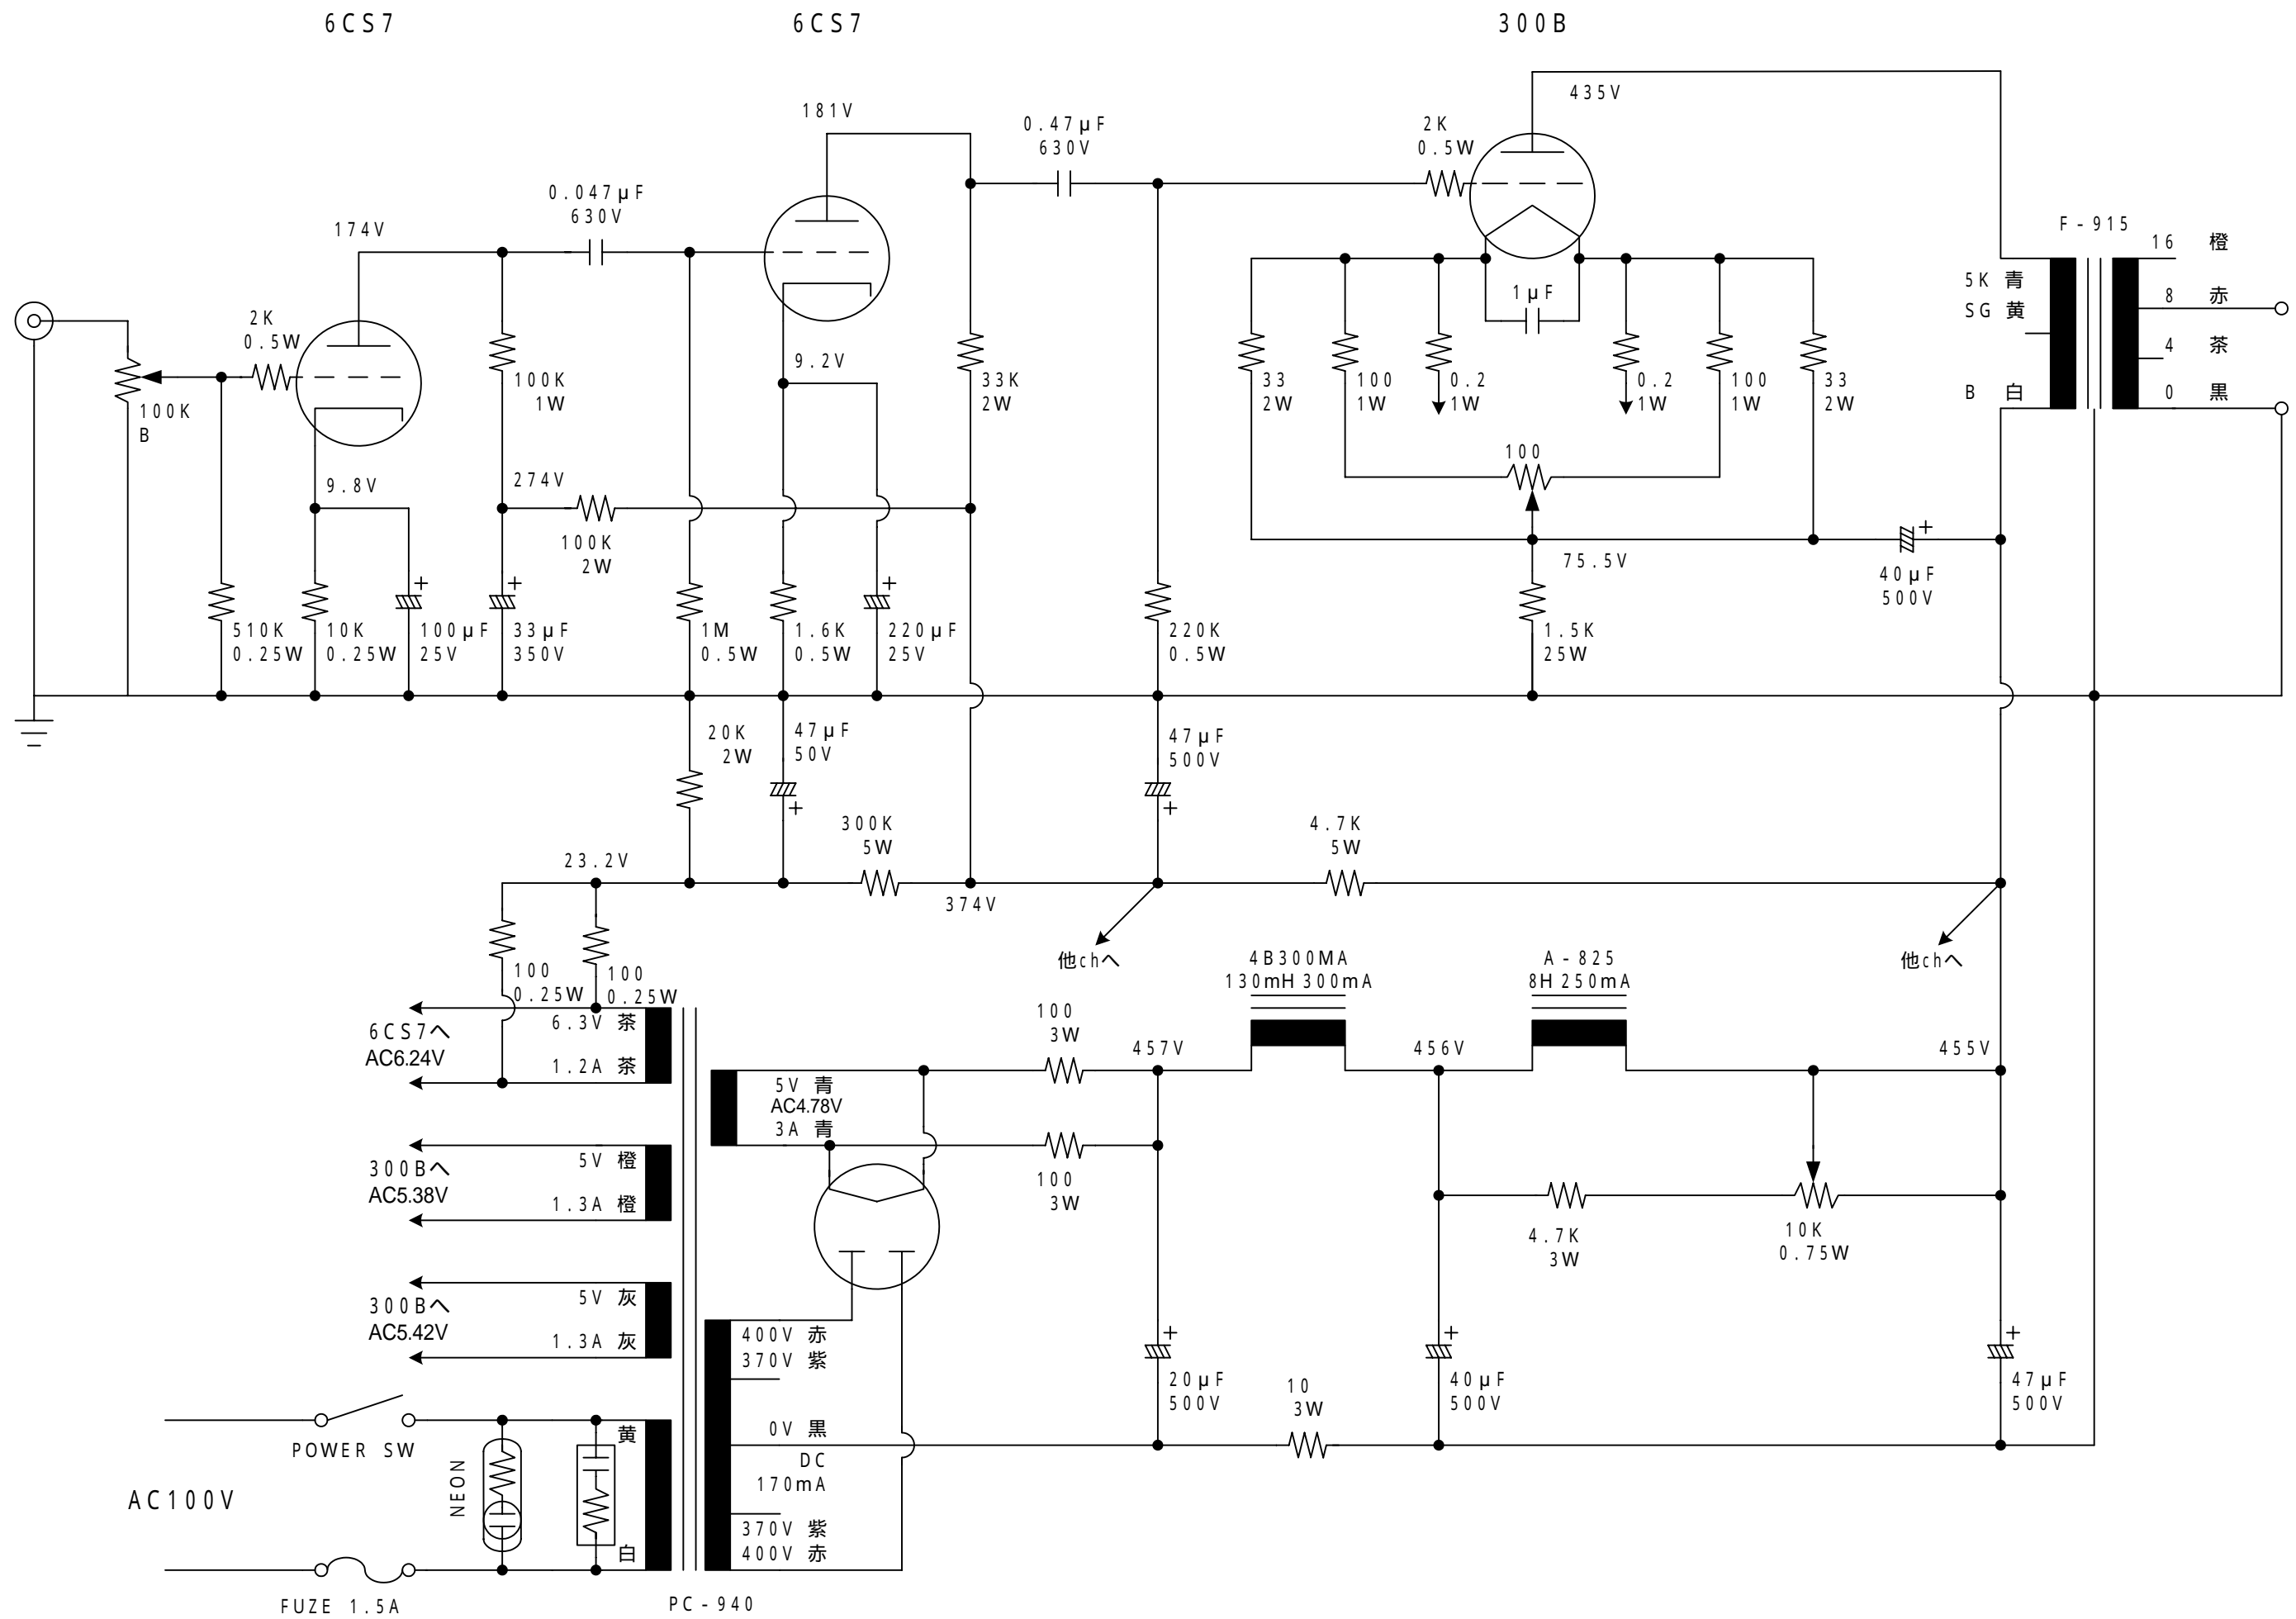 6CS7
6CS7
300B
435V
181V
0.47µF
630V
2K
0.5W
0.047µF
630V
174V
F-915
16 橙
5K 青
8 赤
SG 黄
4 茶
B 白
0 黒
1µF
2K
0.5W
9.2V
100K
1W
33K
2W
33
2W
100
1W
0.2
1W
0.2
1W
100
1W
33
2W
100K
B
100
9.8V
274V
100K
2W
75.5V
+
40µF
500V
+
+
+
510K
0.25W
10K
0.25W
100µF
25V
33µF
350V
1M
0.5W
1.6K
0.5W
220µF
25V
220K
0.5W
1.5K
25W
20K
2W
47µF
50V
+
47µF
500V
+
300K
5W
4.7K
5W
23.2V
374V
他chへ
他chへ
100
0.25W
100
0.25W
4B300MA
130mH 300mA
A-825
8H 250mA
6CS7へ
AC6.24V
6.3V 茶
1.2A 茶
100
3W
457V
456V
455V
5V 青
AC4.78V
3A 青
100
3W
300Bへ
AC5.38V
5V 橙
1.3A 橙
4.7K
3W
10K
0.75W
300Bへ
AC5.42V
5V 灰
1.3A 灰
400V 赤
370V 紫
+
20µF
500V
+
40µF
500V
+
47µF
500V
10
3W
0V 黒
DC
170mA
370V 紫
400V 赤
POWER SW
黄
NEON
AC100V
白
FUZE 1.5A
PC-940